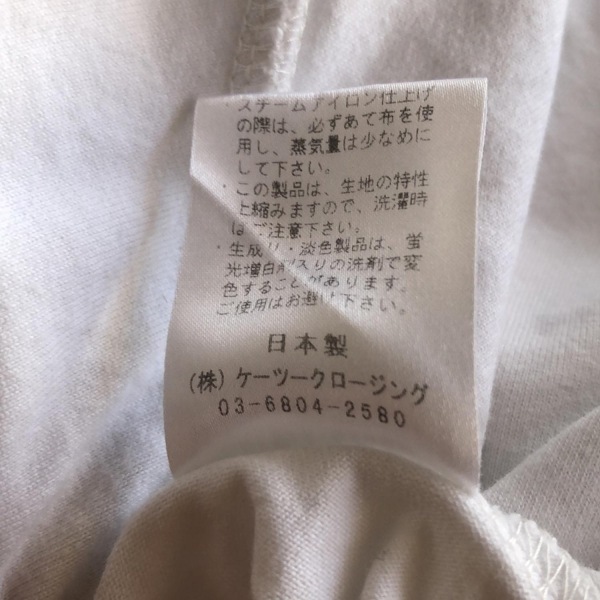 ・スチームアイロン仕上げ
の際は、必ずあて布を使
用し、蒸気量は少なめに
して下さい。
・この製品は、生地の特性
上縮みますので、洗濯時
はご注意下さい。
・生成り・淡色製品は、蛍
光増白剤入りの洗剤で変
色することがあります。
ご使用はお避け下さい。
日本製
(株)ケーツークロージング
03-6804-2580